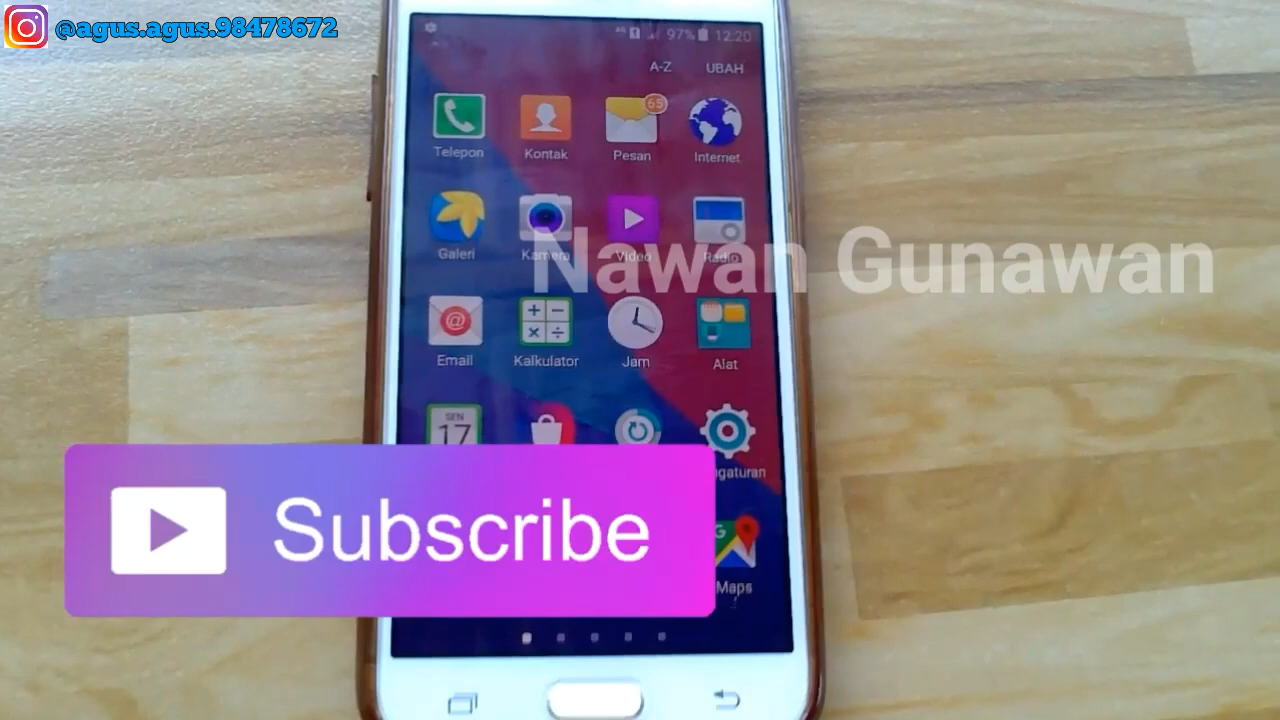 @agus.agus.98478672
97% 12:20
A-Z UBAH
65
Telepon Kontak Pesan Internet
Galeri Kamera Video Radio
Nawan Gunawan
Email Kalkulator Jam Alat
SEN
17
gaturan
Subscribe
G
Maps